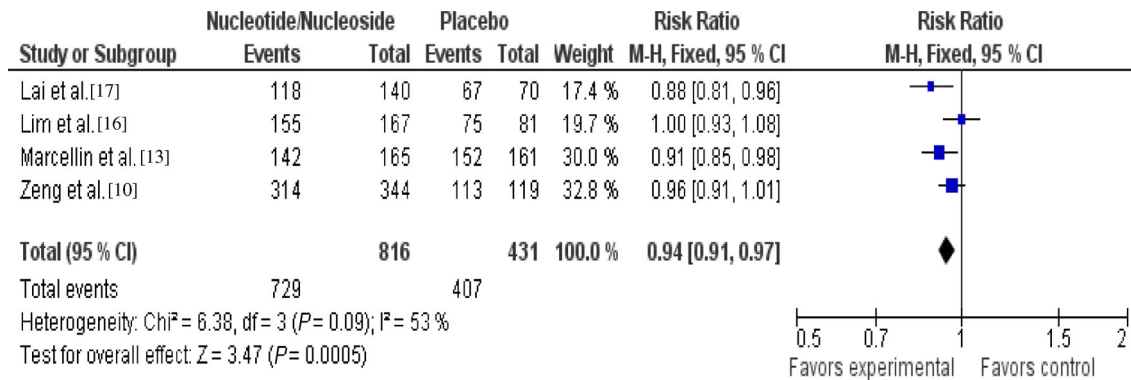 Nucleotide/Nucleoside Placebo Risk Ratio Risk Ratio
Study or Subgroup Events Total Events Total Weight M-H, Fixed, 95 % CI M-H, Fixed, 95 % CI
Lai et al.[17] 118 140 67 70 17.4 % 0.88 [0.81, 0.96]
Lim et al.[16] 155 167 75 81 19.7 % 1.00 [0.93, 1.08]
Marcellin et al.[13] 142 165 152 161 30.0 % 0.91 [0.85, 0.98]
Zeng et al.[10] 314 344 113 119 32.8 % 0.96 [0.91, 1.01]
Total (95 % CI) 816 431 100.0 % 0.94 [0.91, 0.97]
Total events 729 407
Heterogeneity: Chi² = 6.38, df = 3 (P = 0.09); I² = 53 %
Test for overall effect: Z = 3.47 (P = 0.0005)
0.5 0.7 1 1.5 2
Favors experimental Favors control